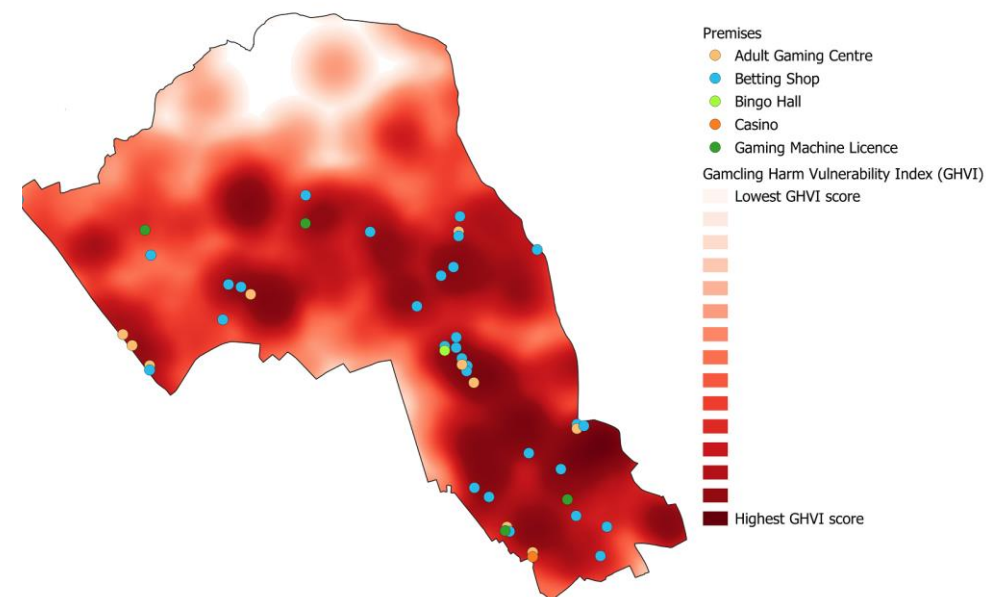 Premises
Adult Gaming Centre
Betting Shop
Bingo Hall
Casino
Gaming Machine Licence
Gamcling Harm Vulnerability Index (GHVI)
Lowest GHVI score
Highest GHVI score